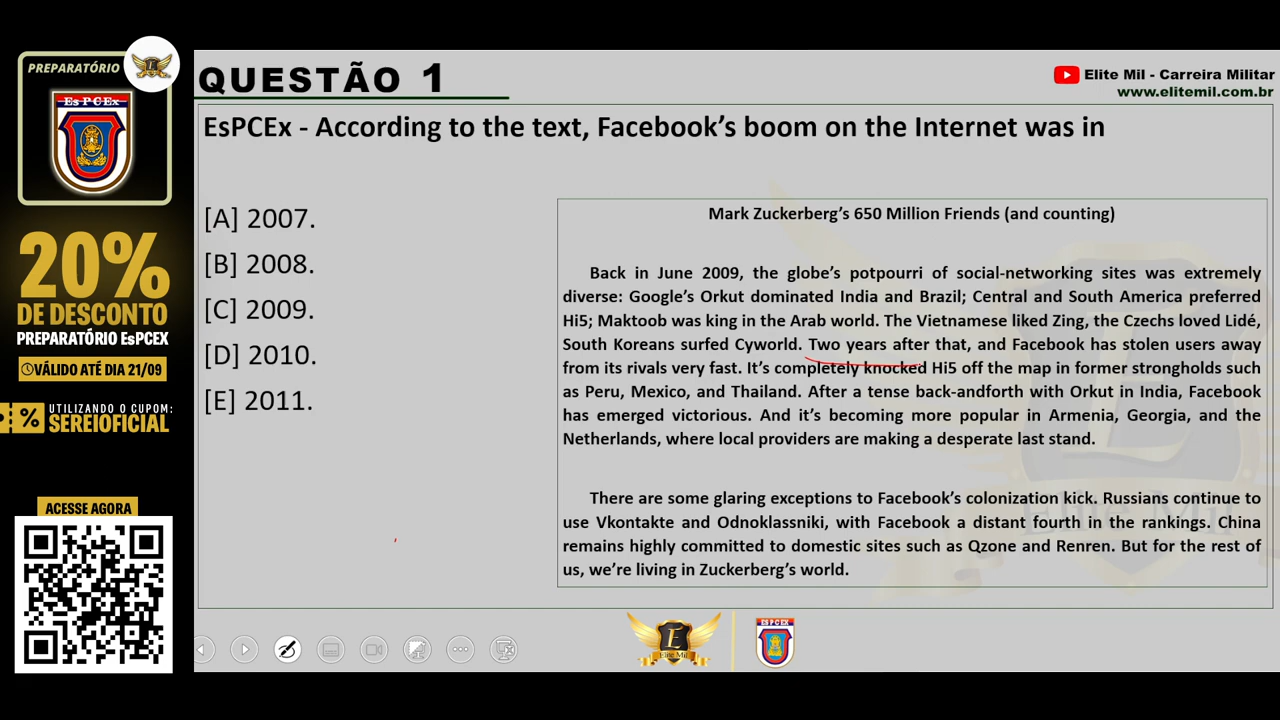 PREPARATÓRIO
EsPCEx
20%
DE DESCONTO
PREPARATÓRIO EsPCEX
VÁLIDO ATÉ DIA 21/09
%
UTILIZANDO O CUPOM:
SEREIOFICIAL
ACESSE AGORA
QUESTÃO 1
Elite Mil - Carreira Militar
www.elitemil.com.br
EsPCEx - According to the text, Facebook’s boom on the Internet was in
[A] 2007.
[B] 2008.
[C] 2009.
[D] 2010.
[E] 2011.
Mark Zuckerberg’s 650 Million Friends (and counting)
Back in June 2009, the globe’s potpourri of social-networking sites was extremely
diverse: Google’s Orkut dominated India and Brazil; Central and South America preferred
Hi5; Maktoob was king in the Arab world. The Vietnamese liked Zing, the Czechs loved Lidé,
South Koreans surfed Cyworld. Two years after that, and Facebook has stolen users away
from its rivals very fast. It’s completely knocked Hi5 off the map in former strongholds such
as Peru, Mexico, and Thailand. After a tense back-andforth with Orkut in India, Facebook
has emerged victorious. And it’s becoming more popular in Armenia, Georgia, and the
Netherlands, where local providers are making a desperate last stand.
There are some glaring exceptions to Facebook’s colonization kick. Russians continue to
use Vkontakte and Odnoklassniki, with Facebook a distant fourth in the rankings. China
remains highly committed to domestic sites such as Qzone and Renren. But for the rest of
us, we’re living in Zuckerberg’s world.
Elite Mil
E
Elite Mil
ESPCEX